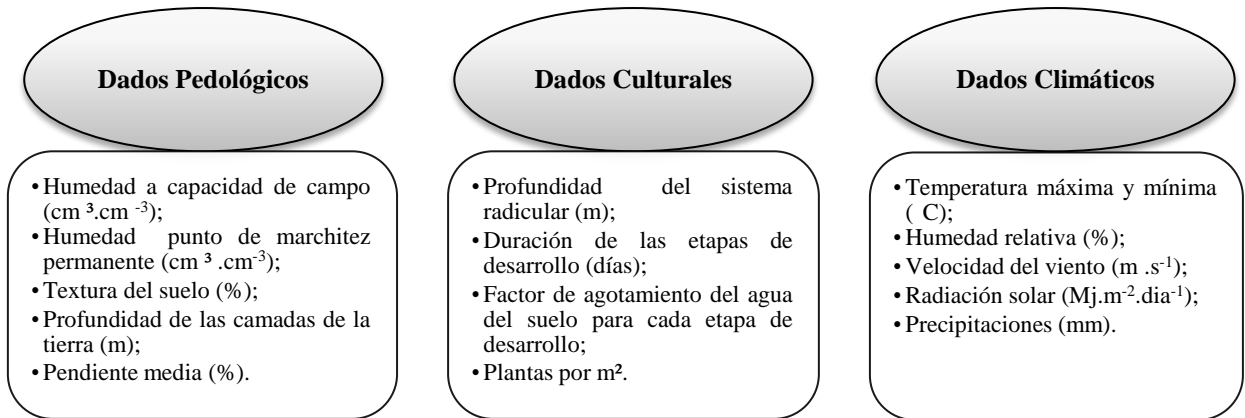 Dados Pedológicos
•Humedad a capacidad de campo
(cm ³.cm ⁻³);
•Humedad punto de marchitez
permanente (cm ³ .cm⁻³);
•Textura del suelo (%);
•Profundidad de las camadas de la
tierra (m);
•Pendiente media (%).
Dados Culturales
•Profundidad del sistema
radicular (m);
•Duración de las etapas de
desarrollo (días);
•Factor de agotamiento del agua
del suelo para cada etapa de
desarrollo;
•Plantas por m².
Dados Climáticos
•Temperatura máxima y mínima
( C);
•Humedad relativa (%);
•Velocidad del viento (m .s⁻¹);
•Radiación solar (Mj.m⁻².dia⁻¹);
•Precipitaciones (mm).